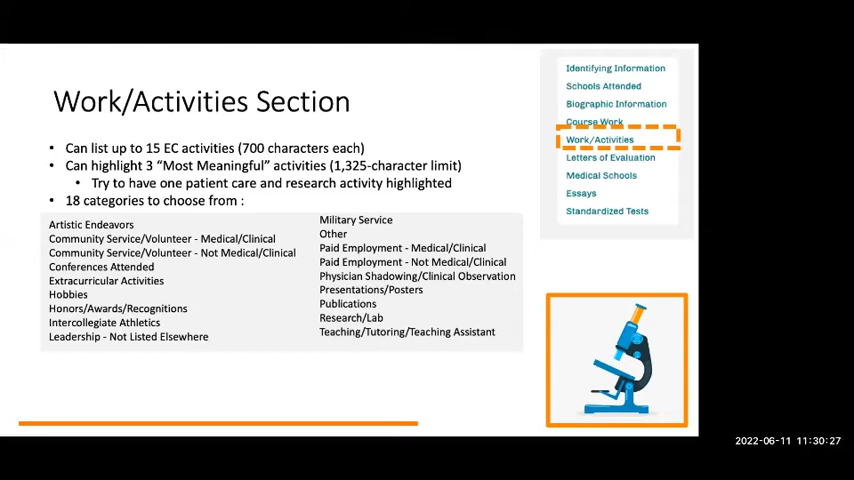 Work/Activities Section
• Can list up to 15 EC activities (700 characters each)
• Can highlight 3 “Most Meaningful” activities (1,325-character limit)
• Try to have one patient care and research activity highlighted
• 18 categories to choose from :
Artistic Endeavors
Community Service/Volunteer - Medical/Clinical
Community Service/Volunteer - Not Medical/Clinical
Conferences Attended
Extracurricular Activities
Hobbies
Honors/Awards/Recognitions
Intercollegiate Athletics
Leadership - Not Listed Elsewhere
Military Service
Other
Paid Employment - Medical/Clinical
Paid Employment - Not Medical/Clinical
Physician Shadowing/Clinical Observation
Presentations/Posters
Publications
Research/Lab
Teaching/Tutoring/Teaching Assistant
Identifying Information
Schools Attended
Biographic Information
Course Work
Work/Activities
Letters of Evaluation
Medical Schools
Essays
Standardized Tests
2022-06-11 11:30:27